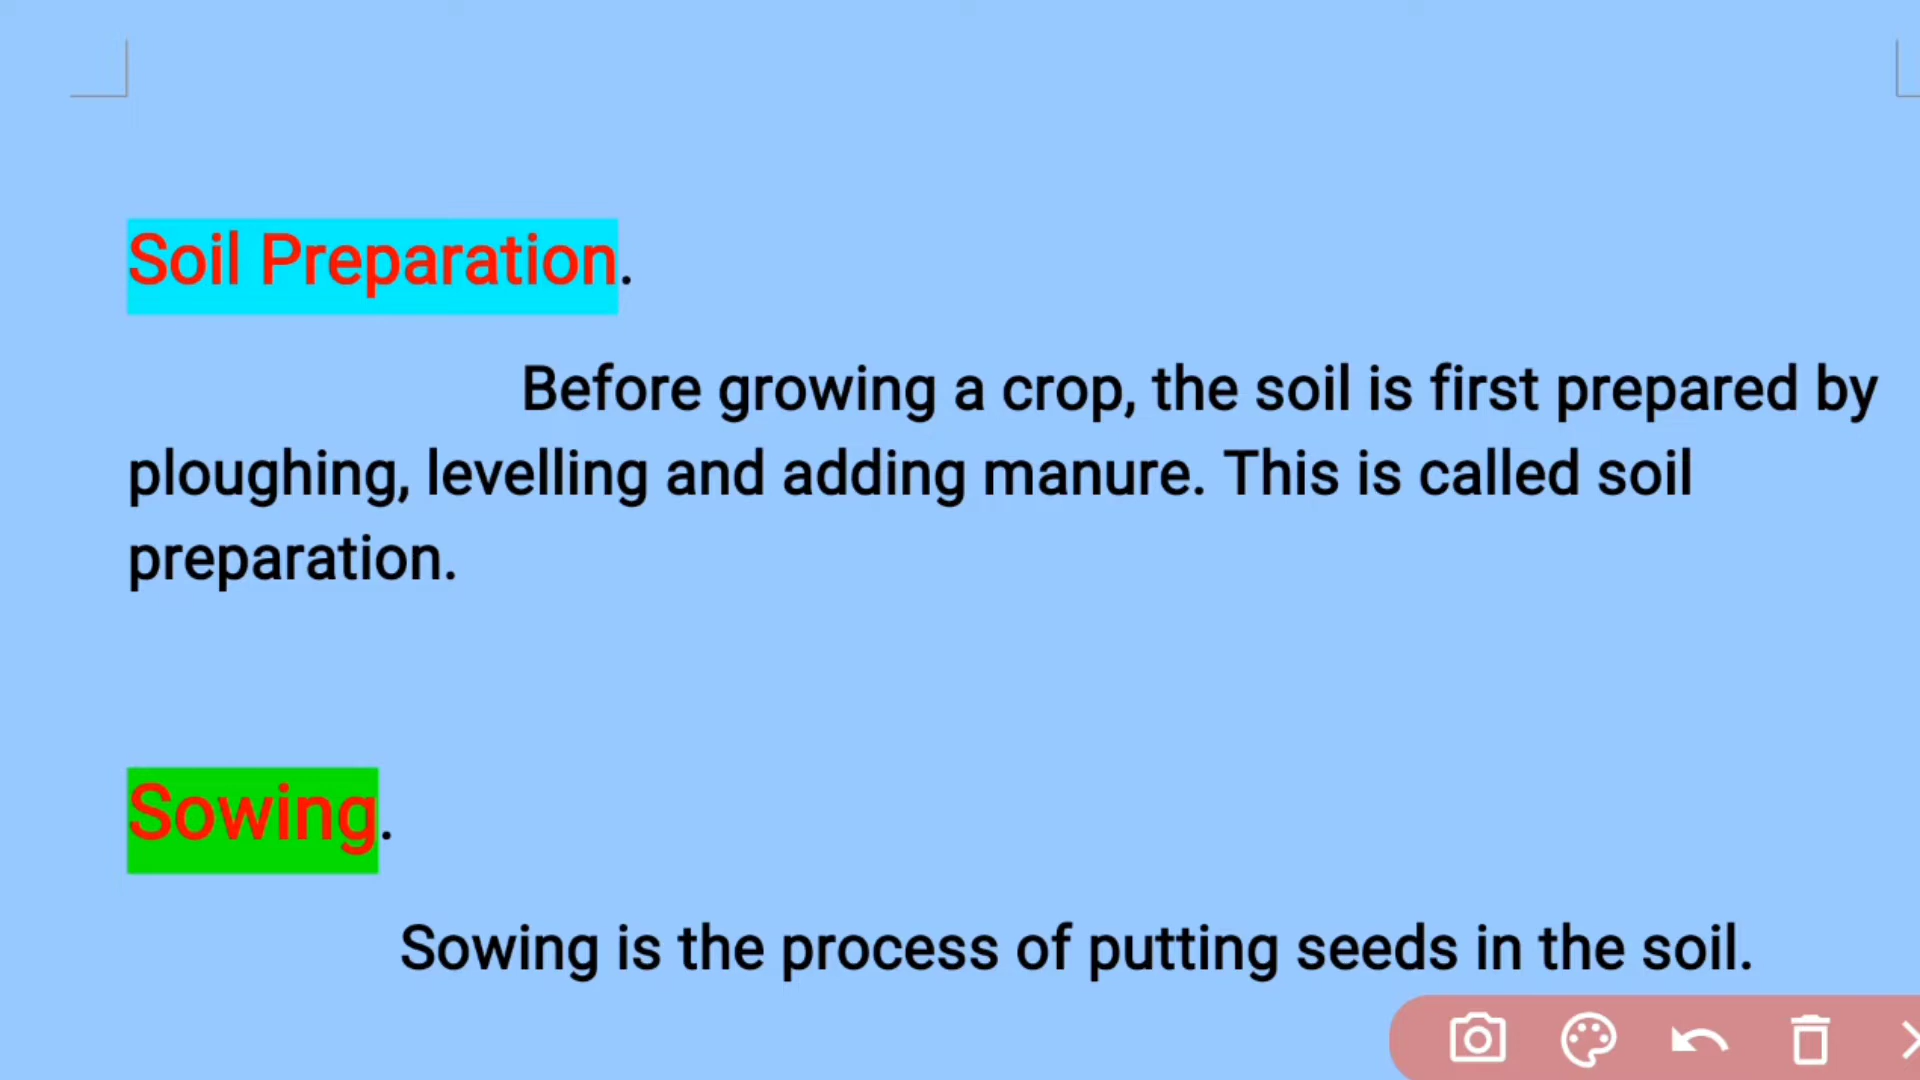 Soil Preparation.
Before growing a crop, the soil is first prepared by
ploughing, levelling and adding manure. This is called soil
preparation.
Sowing.
Sowing is the process of putting seeds in the soil.